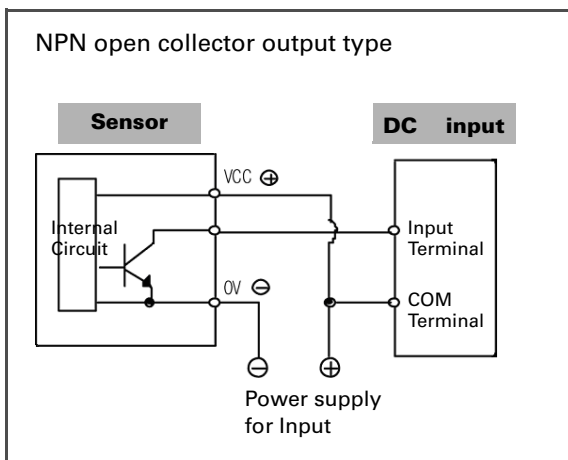 NPN open collector output type
Sensor
DC input
VCC ⊕
Internal
Circuit
Input
Terminal
0V ⊖
COM
Terminal
⊖ ⊕
Power supply
for Input